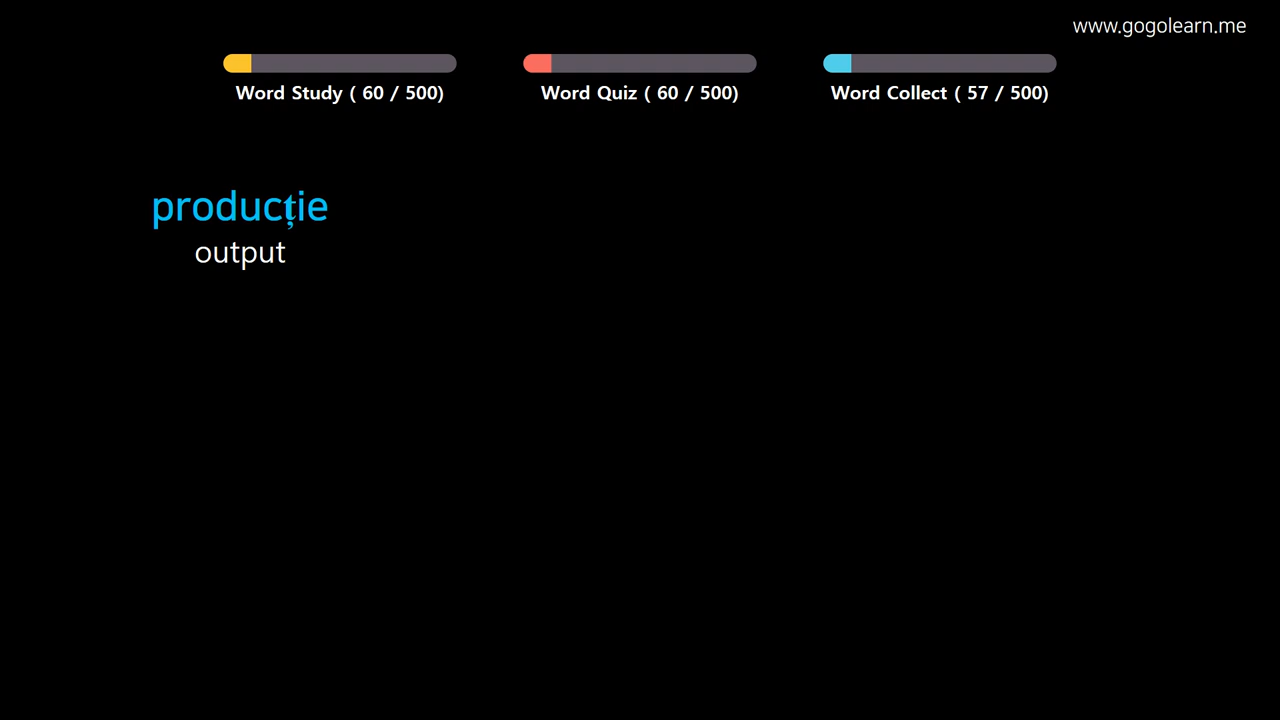 www.gogolearn.me
Word Study ( 60 / 500)
Word Quiz ( 60 / 500)
Word Collect ( 57 / 500)
producție
output